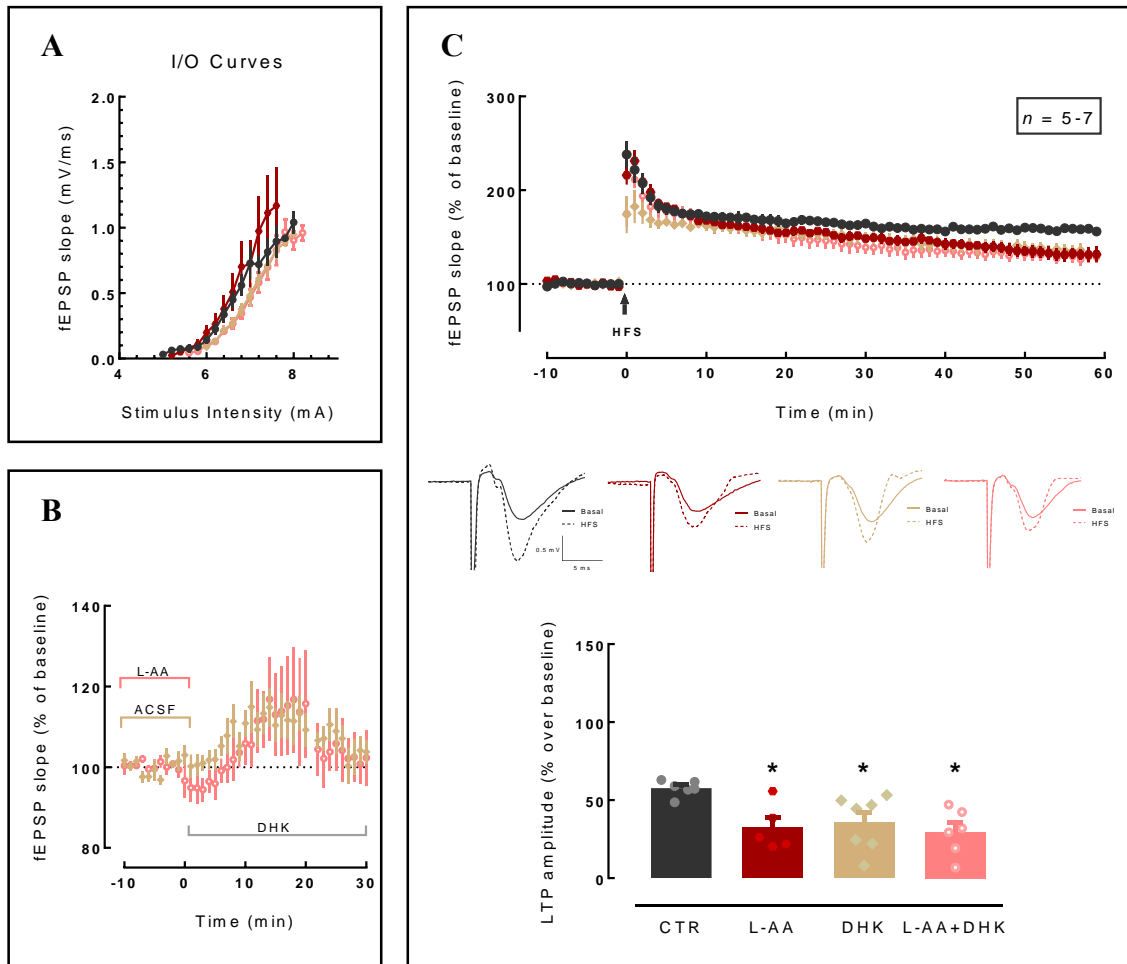 A
I/O Curves
fEPSP slope (mV/ms)
2.0
1.5
1.0
0.5
0.0
4 6 8
Stimulus Intensity (mA)
B
fEPSP slope (% of baseline)
140
120
100
80
L-AA
ACSF
DHK
-10 0 10 20 30
Time (min)
C
fEPSP slope (% of baseline)
300
200
100
n = 5-7
HFS
-10 0 10 20 30 40 50 60
Time (min)
Basal
HFS
0.5 mV
5 ms
Basal
HFS
Basal
HFS
Basal
HFS
LTP amplitude (% over baseline)
150
100
50
0
* * *
CTR L-AA DHK L-AA+DHK